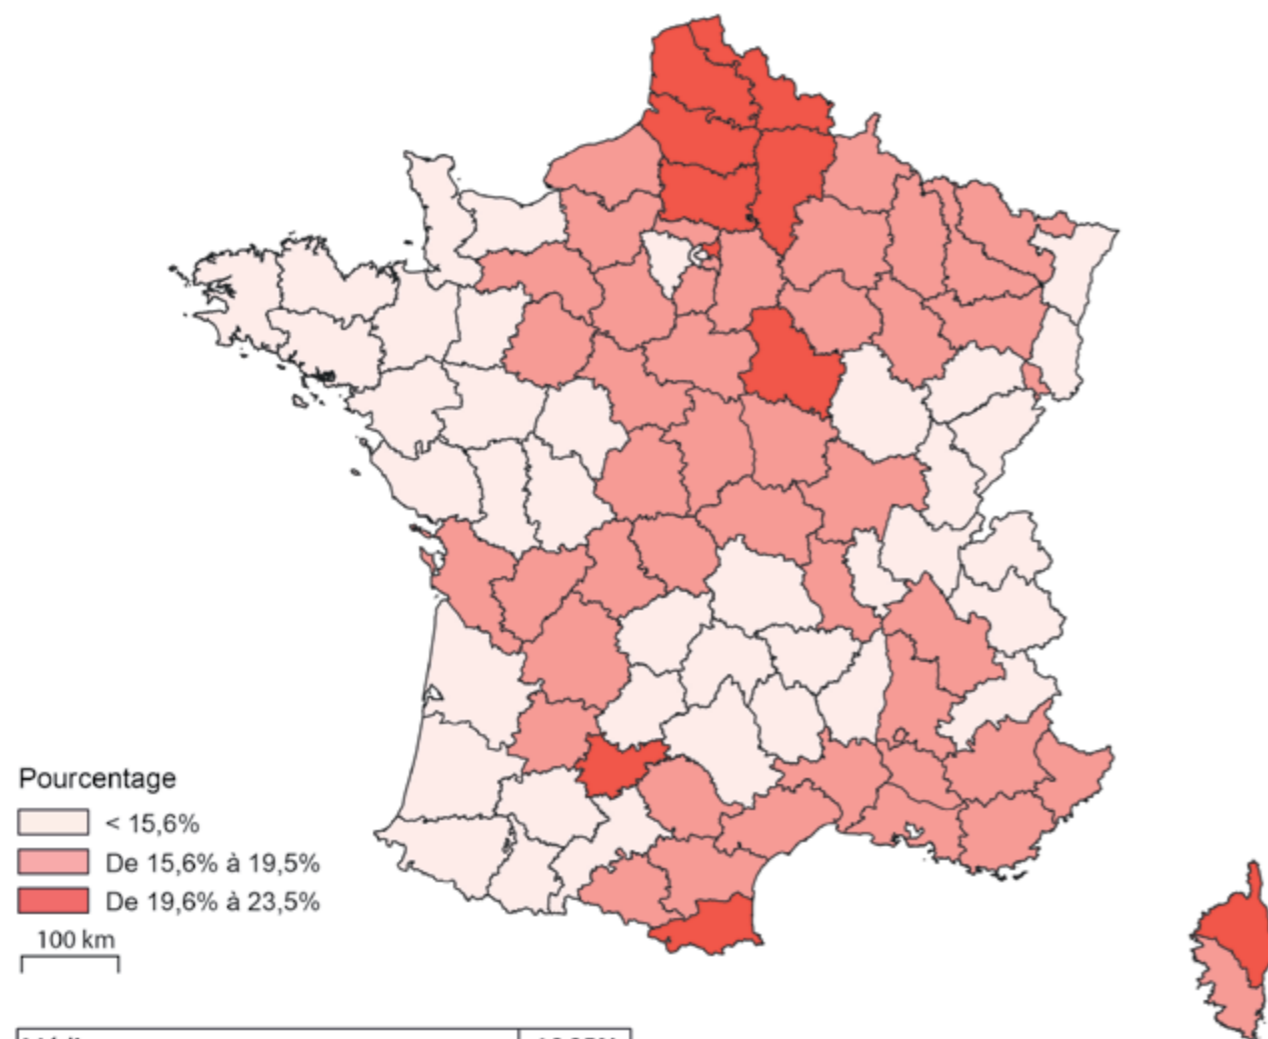 Pourcentage
< 15,6%
De 15,6% à 19,5%
De 19,6% à 23,5%
100 km